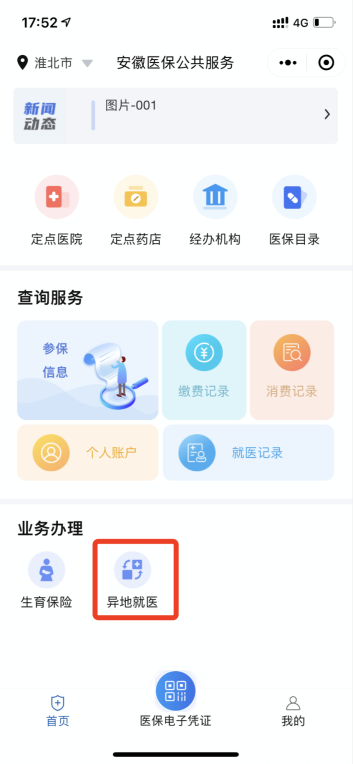 17:52
4G
淮北市
安徽医保公共服务
新闻
动态
图片-001
定点医院
定点药店
经办机构
医保目录
查询服务
参保
信息
缴费记录
消费记录
个人账户
就医记录
业务办理
生育保险
异地就医
首页
医保电子凭证
我的